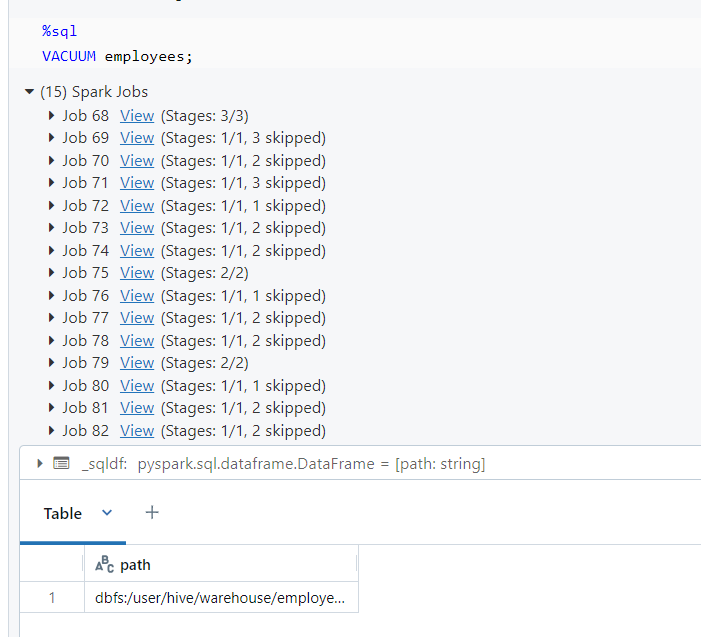 %sql
VACUUM employees;
(15) Spark Jobs
Job 68 View (Stages: 3/3)
Job 69 View (Stages: 1/1, 3 skipped)
Job 70 View (Stages: 1/1, 2 skipped)
Job 71 View (Stages: 1/1, 3 skipped)
Job 72 View (Stages: 1/1, 1 skipped)
Job 73 View (Stages: 1/1, 2 skipped)
Job 74 View (Stages: 1/1, 2 skipped)
Job 75 View (Stages: 2/2)
Job 76 View (Stages: 1/1, 1 skipped)
Job 77 View (Stages: 1/1, 2 skipped)
Job 78 View (Stages: 1/1, 2 skipped)
Job 79 View (Stages: 2/2)
Job 80 View (Stages: 1/1, 1 skipped)
Job 81 View (Stages: 1/1, 2 skipped)
Job 82 View (Stages: 1/1, 2 skipped)
_sqldf: pyspark.sql.dataframe.DataFrame = [path: string]
Table +
ABC path
1 dbfs:/user/hive/warehouse/employe...